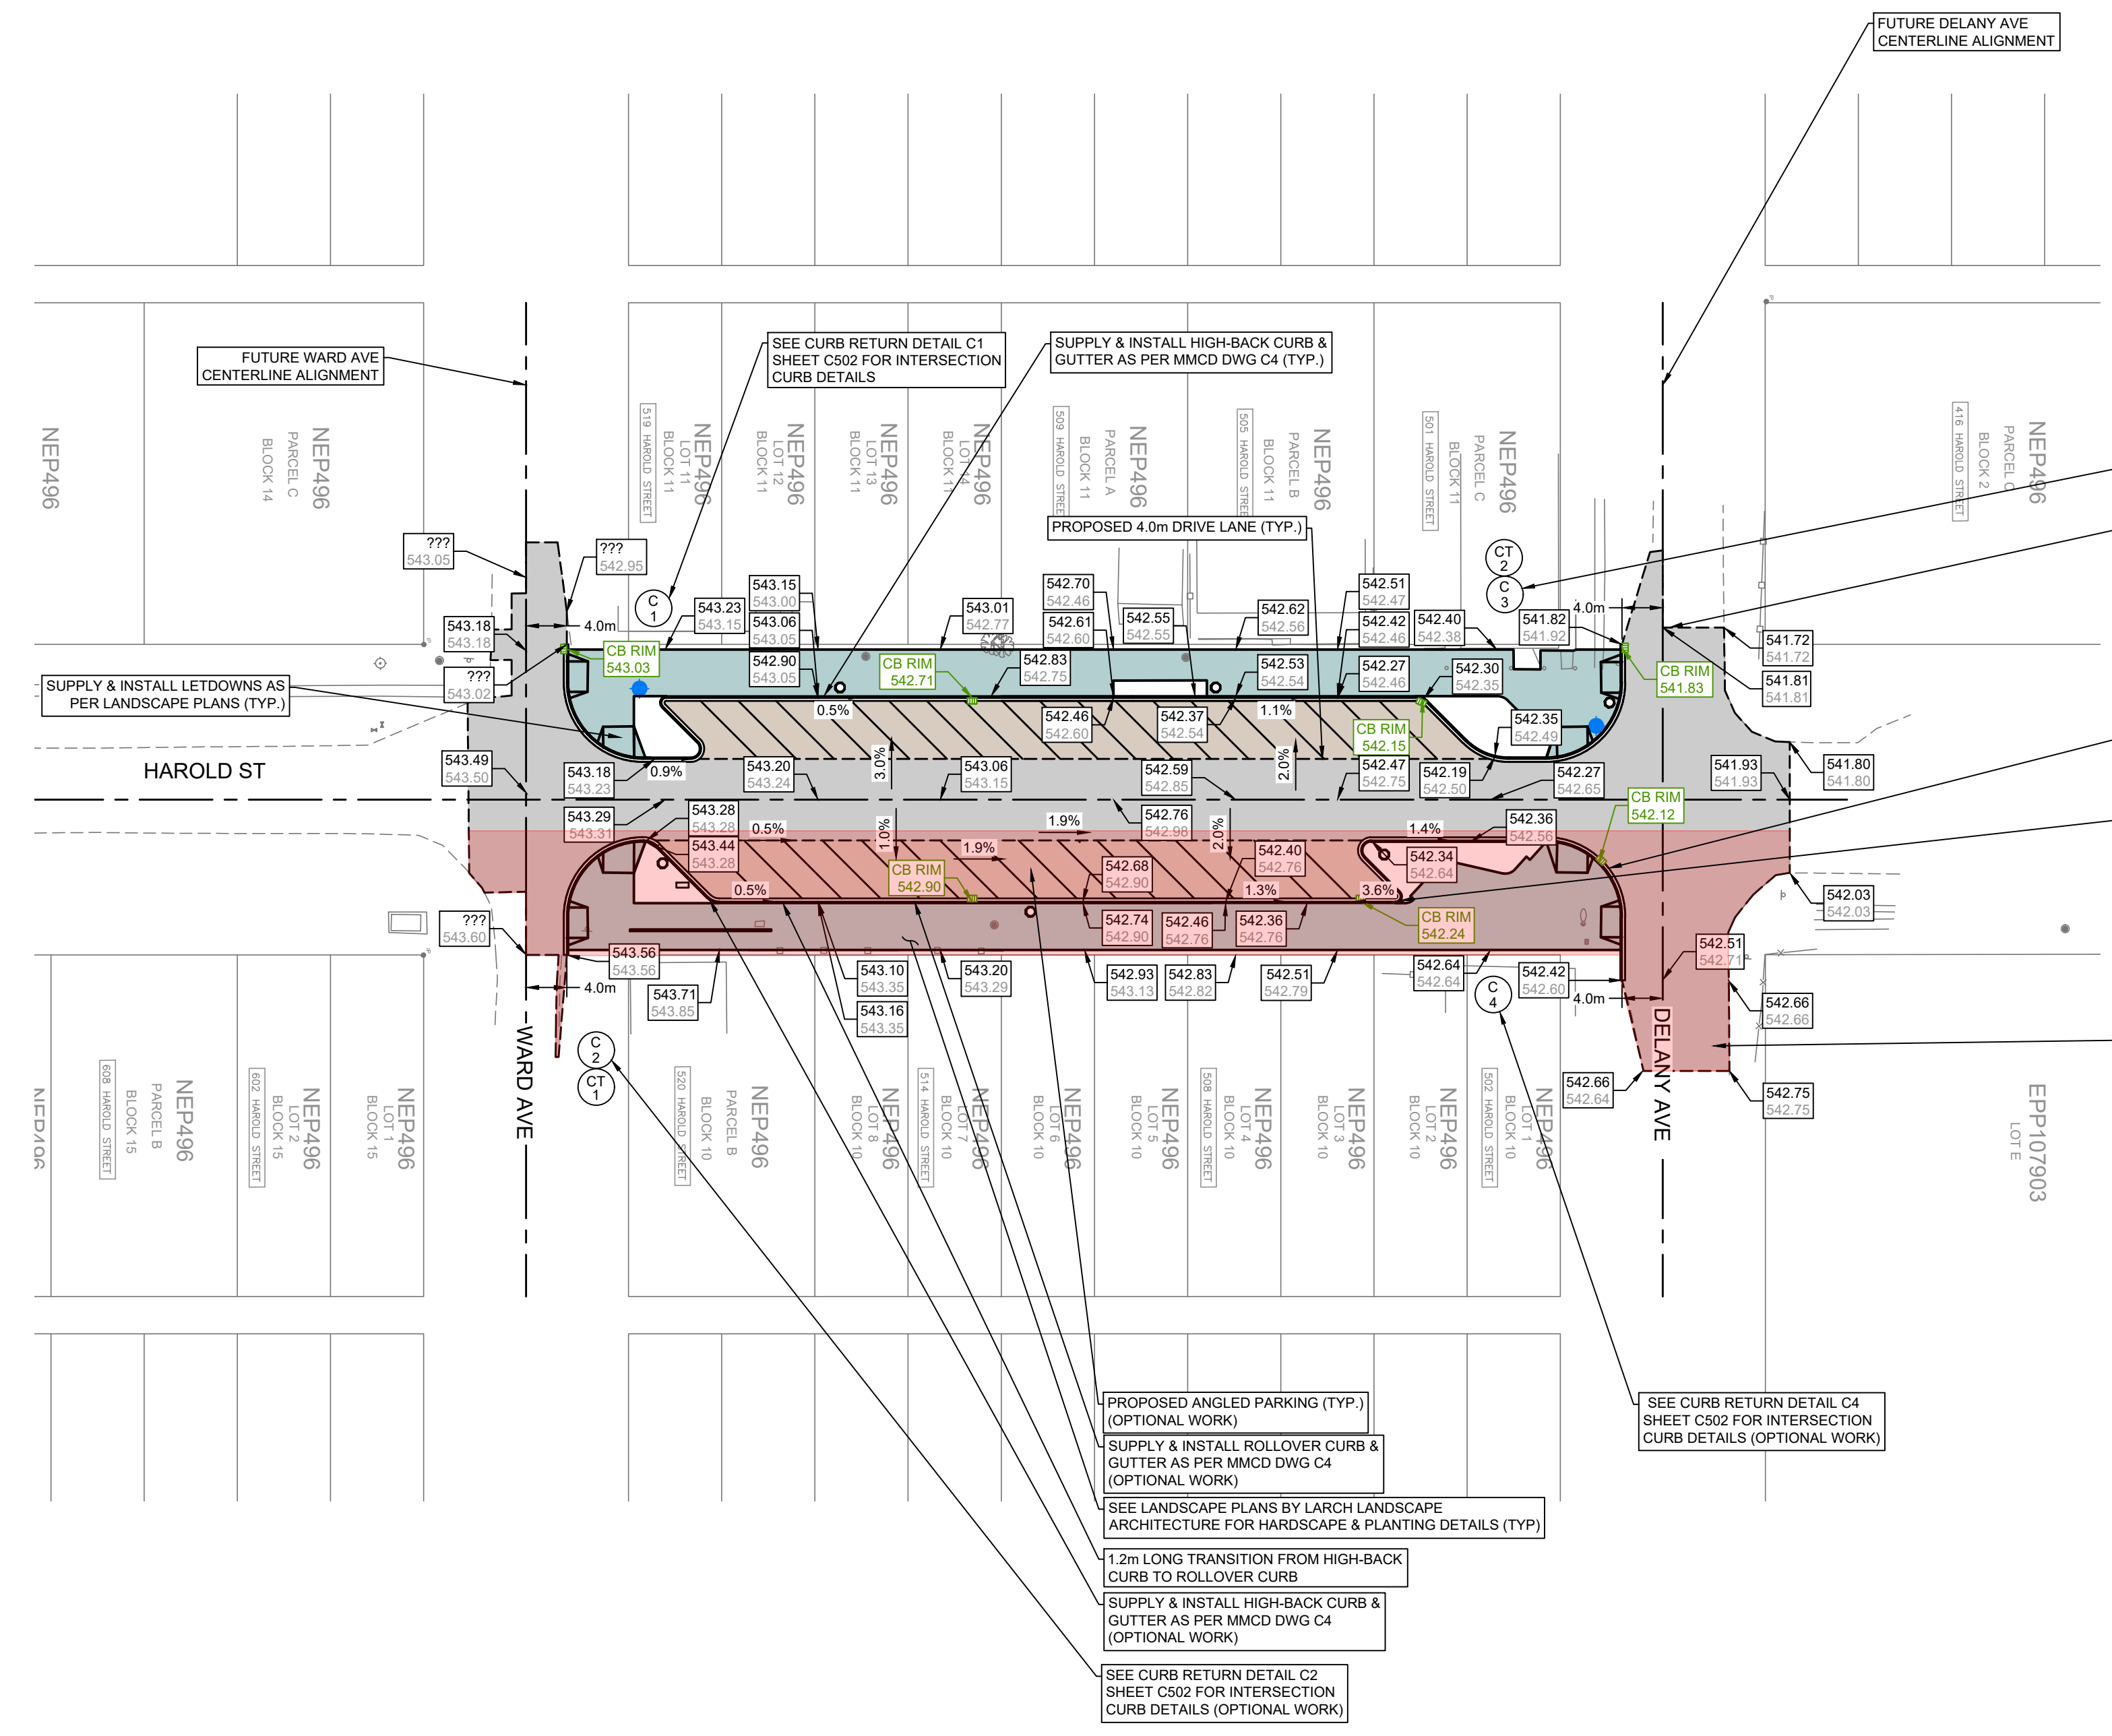 FUTURE DELANY AVE
CENTERLINE ALIGNMENT
FUTURE WARD AVE
CENTERLINE ALIGNMENT
SEE CURB RETURN DETAIL C1
SHEET C502 FOR INTERSECTION
CURB DETAILS
SUPPLY & INSTALL HIGH-BACK CURB &
GUTTER AS PER MMCD DWG C4 (TYP.)
NEP496
NEP496
PARCEL C
BLOCK 14
519 HAROLD STREET
NEP496
LOT 11
BLOCK 11
NEP496
LOT 12
BLOCK 11
NEP496
LOT 13
BLOCK 11
NEP496
LOT 14
BLOCK 11
509 HAROLD STREET
NEP496
PARCEL A
BLOCK 11
505 HAROLD STREET
NEP496
PARCEL B
BLOCK 11
501 HAROLD STREET
NEP496
PARCEL C
BLOCK 11
416 HAROLD STREET
NEP496
PARCEL C
BLOCK 2
PROPOSED 4.0m DRIVE LANE (TYP.)
???
543.05
???
542.95
C
1
CT
2
C
3
543.18
543.18
4.0m
543.23
543.15
543.15
543.00
543.06
543.05
542.90
543.05
543.01
542.77
542.70
542.46
542.61
542.60
542.55
542.55
542.62
542.56
542.51
542.47
542.42
542.46
542.40
542.38
541.82
541.92
4.0m
541.72
541.72
541.81
541.81
CB RIM
543.03
???
543.02
CB RIM
542.71
542.83
542.75
542.53
542.54
542.27
542.46
542.30
542.35
CB RIM
541.83
SUPPLY & INSTALL LETDOWNS AS
PER LANDSCAPE PLANS (TYP.)
0.5%
542.46
542.60
542.37
542.54
1.1%
CB RIM
542.15
542.35
542.49
HAROLD ST
543.49
543.50
543.18
543.23
0.9%
543.20
543.24
3.0%
543.06
543.15
542.59
542.85
2.0%
542.47
542.75
542.19
542.50
542.27
542.65
541.93
541.93
541.80
541.80
CB RIM
542.12
543.29
543.31
543.28
543.28
543.44
543.28
0.5%
1.0%
1.9%
1.9%
542.76
542.98
2.0%
1.4%
542.36
542.56
542.34
542.64
CB RIM
542.90
542.68
542.90
542.40
542.76
0.5%
1.3%
3.6%
542.74
542.90
542.46
542.76
542.36
542.76
CB RIM
542.24
542.03
542.03
???
543.60
543.56
543.56
4.0m
543.71
543.85
543.10
543.35
543.16
543.35
543.20
543.29
542.93
543.13
542.83
542.82
542.51
542.79
542.64
542.64
542.42
542.60
C
4
4.0m
542.51
542.71
542.66
542.66
542.66
542.64
542.75
542.75
WARD AVE
DELANY AVE
C
2
CT
1
NEP496
608 HAROLD STREET
NEP496
PARCEL B
BLOCK 15
602 HAROLD STREET
NEP496
LOT 2
BLOCK 15
NEP496
LOT 1
BLOCK 15
520 HAROLD STREET
NEP496
PARCEL B
BLOCK 10
NEP496
LOT 8
BLOCK 10
514 HAROLD STREET
NEP496
LOT 7
BLOCK 10
NEP496
LOT 6
BLOCK 10
NEP496
LOT 5
BLOCK 10
508 HAROLD STREET
NEP496
LOT 4
BLOCK 10
NEP496
LOT 3
BLOCK 10
NEP496
LOT 2
BLOCK 10
502 HAROLD STREET
NEP496
LOT 1
BLOCK 10
EPP107903
LOT E
PROPOSED ANGLED PARKING (TYP.)
(OPTIONAL WORK)
SUPPLY & INSTALL ROLLOVER CURB &
GUTTER AS PER MMCD DWG C4
(OPTIONAL WORK)
SEE LANDSCAPE PLANS BY LARCH LANDSCAPE
ARCHITECTURE FOR HARDSCAPE & PLANTING DETAILS (TYP)
1.2m LONG TRANSITION FROM HIGH-BACK
CURB TO ROLLOVER CURB
SUPPLY & INSTALL HIGH-BACK CURB &
GUTTER AS PER MMCD DWG C4
(OPTIONAL WORK)
SEE CURB RETURN DETAIL C2
SHEET C502 FOR INTERSECTION
CURB DETAILS (OPTIONAL WORK)
SEE CURB RETURN DETAIL C4
SHEET C502 FOR INTERSECTION
CURB DETAILS (OPTIONAL WORK)